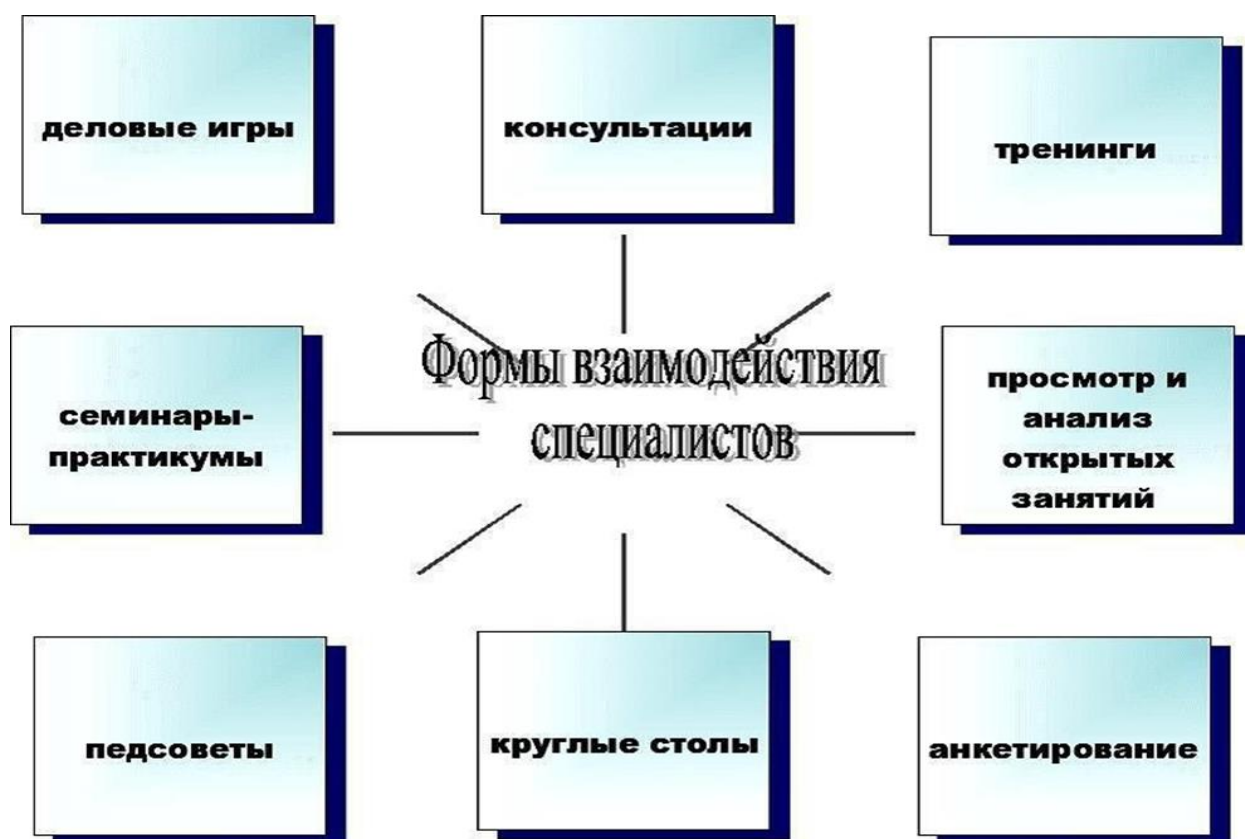 деловые игры
консультации
тренинги
Формы взаимодействия
специалистов
семинары-
практикумы
просмотр и
анализ
открытых
занятий
педсоветы
круглые столы
анкетирование